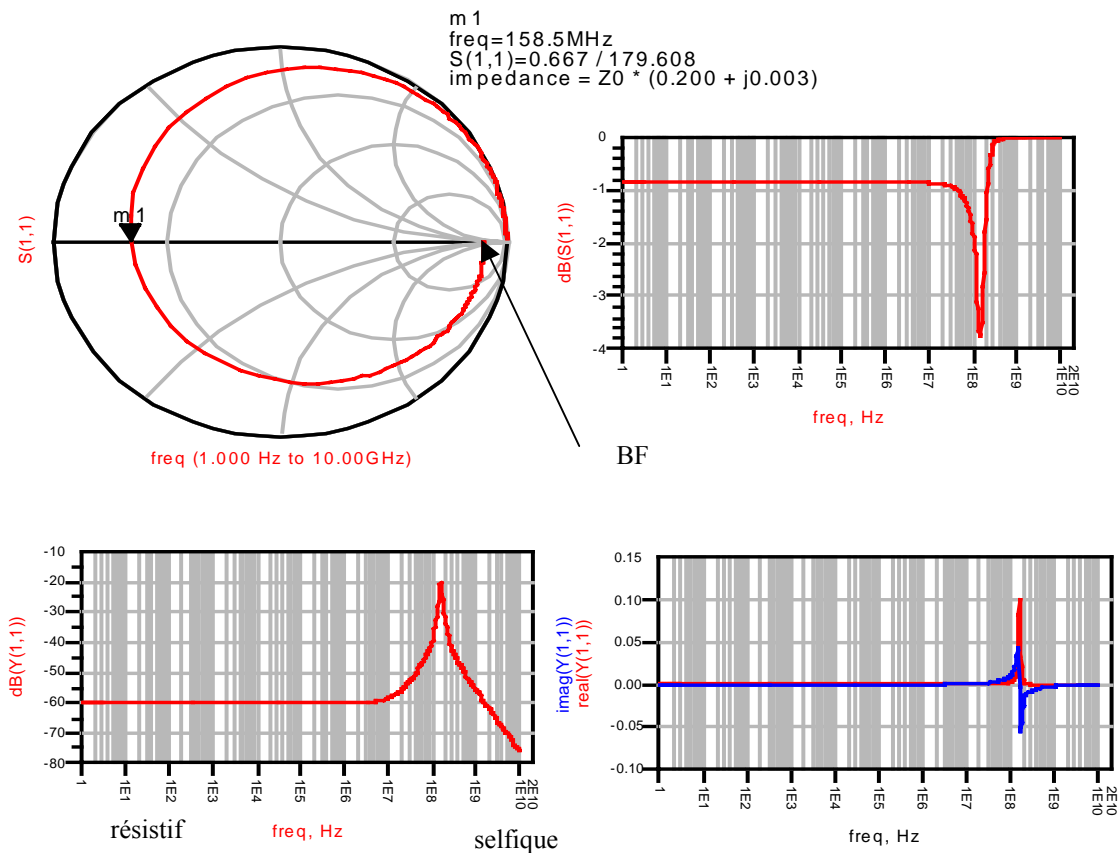 m1
freq=158.5MHz
S(1,1)=0.667 / 179.608
impedance = Z0 * (0.200 + j0.003)
m1
S(1,1)
freq (1.000 Hz to 10.00GHz)
BF
0
-1
-2
-3
-4
dB(S(1,1))
1
1E1
1E2
1E3
1E4
1E5
1E6
1E7
1E8
1E9
1E10
2E10
freq, Hz
-10
-20
-30
-40
-50
-60
-70
-80
dB(Y(1,1))
1
1E1
1E2
1E3
1E4
1E5
1E6
1E7
1E8
1E9
1E10
2E10
résistif
freq, Hz
selfique
0.15
0.10
0.05
0.00
-0.05
-0.10
imag(Y(1,1))
real(Y(1,1))
1
1E1
1E2
1E3
1E4
1E5
1E6
1E7
1E8
1E9
1E10
2E10
freq, Hz